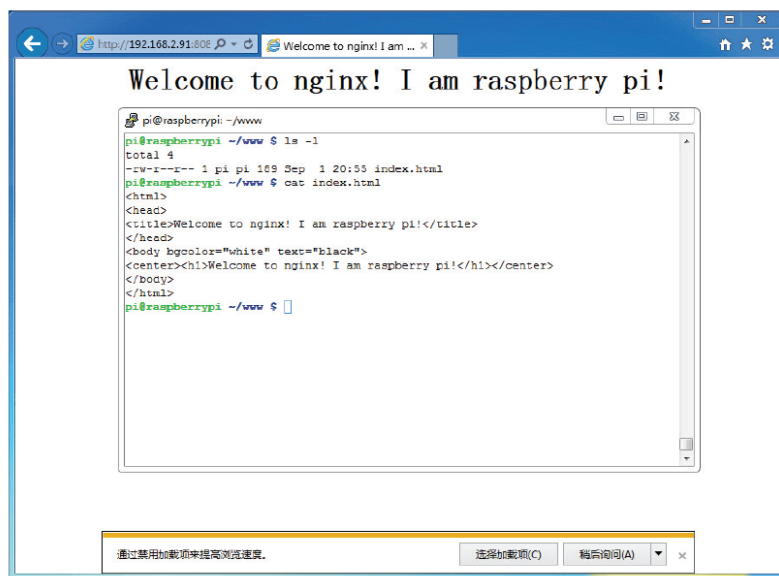 http://192.168.2.91:808
Welcome to nginx! I am ...
Welcome to nginx! I am raspberry pi!
pi@raspberrypi: ~/www
pi@raspberrypi ~/www $ ls -l
total 4
-rw-r--r-- 1 pi pi 189 Sep  1 20:55 index.html
pi@raspberrypi ~/www $ cat index.html
<html>
<head>
<title>Welcome to nginx! I am raspberry pi!</title>
</head>
<body bgcolor="white" text="black">
<center><h1>Welcome to nginx! I am raspberry pi!</h1></center>
</body>
</html>
pi@raspberrypi ~/www $
通过禁用加载项来提高浏览速度。 选择加载项(C) 稍后询问(A)